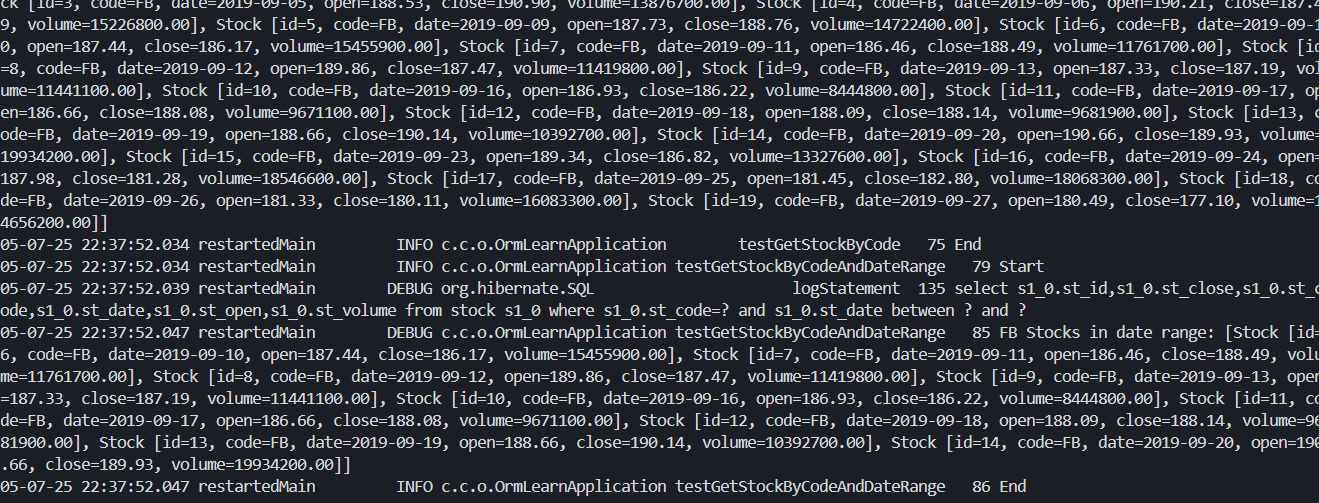 ck [id=3, code=FB, date=2019-09-05, open=188.53, close=190.90, volume=13876700.00], Stock [id=4, code=FB, date=2019-09-06, open=190.21, close=187.4
9, volume=15226800.00], Stock [id=5, code=FB, date=2019-09-09, open=187.73, close=188.76, volume=14722400.00], Stock [id=6, code=FB, date=2019-09-1
0, open=187.44, close=186.17, volume=15455900.00], Stock [id=7, code=FB, date=2019-09-11, open=186.46, close=188.49, volume=11761700.00], Stock [id
=8, code=FB, date=2019-09-12, open=189.86, close=187.47, volume=11419800.00], Stock [id=9, code=FB, date=2019-09-13, open=187.33, close=187.19, vol
ume=11441100.00], Stock [id=10, code=FB, date=2019-09-16, open=186.93, close=186.22, volume=8444800.00], Stock [id=11, code=FB, date=2019-09-17, op
en=186.66, close=188.08, volume=9671100.00], Stock [id=12, code=FB, date=2019-09-18, open=188.09, close=188.14, volume=9681900.00], Stock [id=13, c
ode=FB, date=2019-09-19, open=188.66, close=190.14, volume=10392700.00], Stock [id=14, code=FB, date=2019-09-20, open=190.66, close=189.93, volume=
19934200.00], Stock [id=15, code=FB, date=2019-09-23, open=189.34, close=186.82, volume=13327600.00], Stock [id=16, code=FB, date=2019-09-24, open=
187.98, close=181.28, volume=18546600.00], Stock [id=17, code=FB, date=2019-09-25, open=181.45, close=182.80, volume=18068300.00], Stock [id=18, co
de=FB, date=2019-09-26, open=181.33, close=180.11, volume=16083300.00], Stock [id=19, code=FB, date=2019-09-27, open=180.49, close=177.10, volume=1
4656200.00]]
05-07-25 22:37:52.034 restartedMain INFO c.c.o.OrmLearnApplication testGetStockByCode 75 End
05-07-25 22:37:52.034 restartedMain INFO c.c.o.OrmLearnApplication testGetStockByCodeAndDateRange 79 Start
05-07-25 22:37:52.039 restartedMain DEBUG org.hibernate.SQL logStatement 135 select s1_0.st_id,s1_0.st_close,s1_0.st_c
ode,s1_0.st_date,s1_0.st_open,s1_0.st_volume from stock s1_0 where s1_0.st_code=? and s1_0.st_date between ? and ?
05-07-25 22:37:52.047 restartedMain DEBUG c.c.o.OrmLearnApplication testGetStockByCodeAndDateRange 85 FB Stocks in date range: [Stock [id=
6, code=FB, date=2019-09-10, open=187.44, close=186.17, volume=15455900.00], Stock [id=7, code=FB, date=2019-09-11, open=186.46, close=188.49, volu
me=11761700.00], Stock [id=8, code=FB, date=2019-09-12, open=189.86, close=187.47, volume=11419800.00], Stock [id=9, code=FB, date=2019-09-13, open
=187.33, close=187.19, volume=11441100.00], Stock [id=10, code=FB, date=2019-09-16, open=186.93, close=186.22, volume=8444800.00], Stock [id=11, co
de=FB, date=2019-09-17, open=186.66, close=188.08, volume=9671100.00], Stock [id=12, code=FB, date=2019-09-18, open=188.09, close=188.14, volume=96
81900.00], Stock [id=13, code=FB, date=2019-09-19, open=188.66, close=190.14, volume=10392700.00], Stock [id=14, code=FB, date=2019-09-20, open=190
.66, close=189.93, volume=19934200.00]]
05-07-25 22:37:52.047 restartedMain INFO c.c.o.OrmLearnApplication testGetStockByCodeAndDateRange 86 End